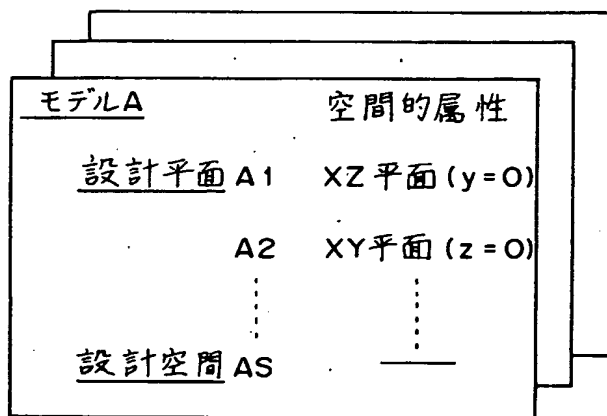 モデルA 空間的属性
設計平面 A1 XZ平面 (y=0)
A2 XY平面 (z=0)
設計空間 AS